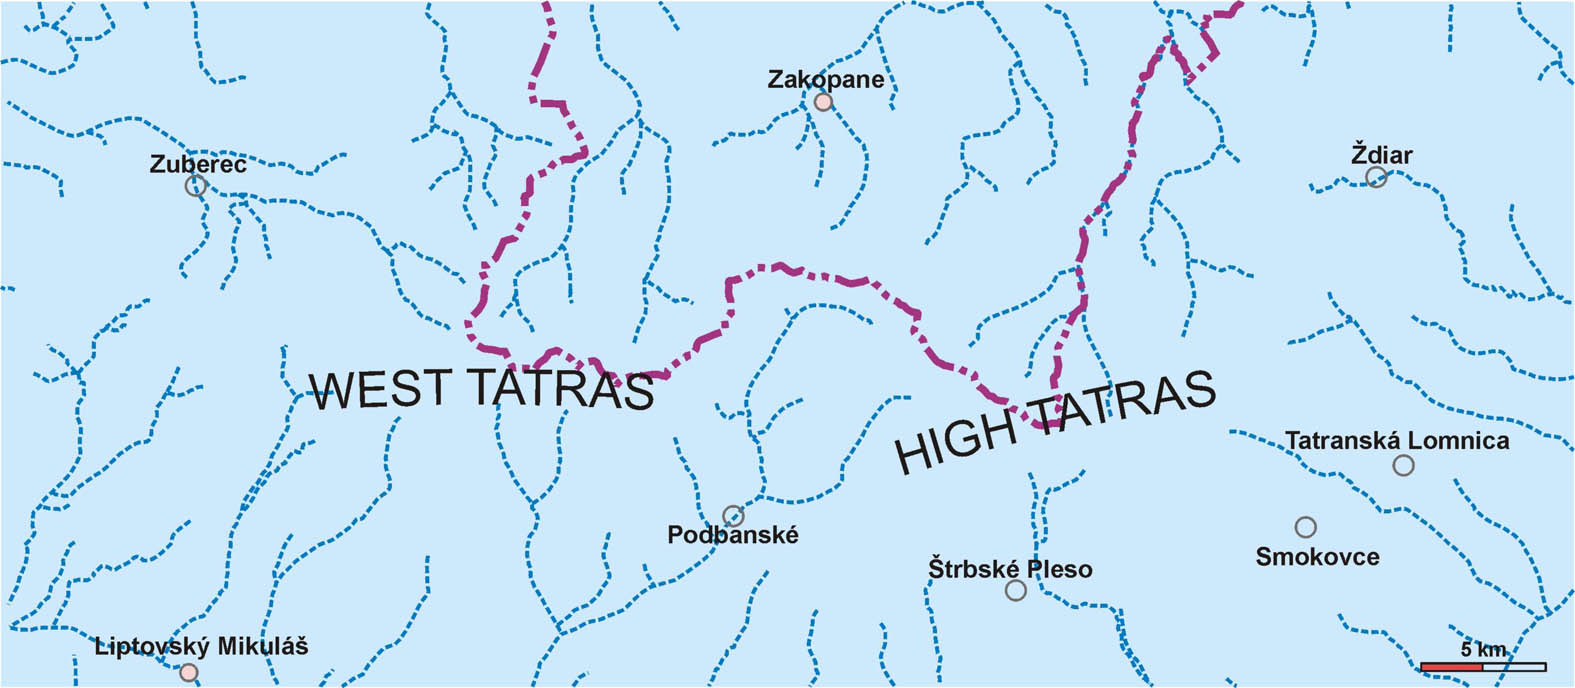 Zakopane
Ždiar
Zuberec
WEST TATRAS
HIGH TATRAS
Tatranská Lomnica
Podbanské
Smokovce
Štrbské Pleso
Liptovský Mikuláš
5 km